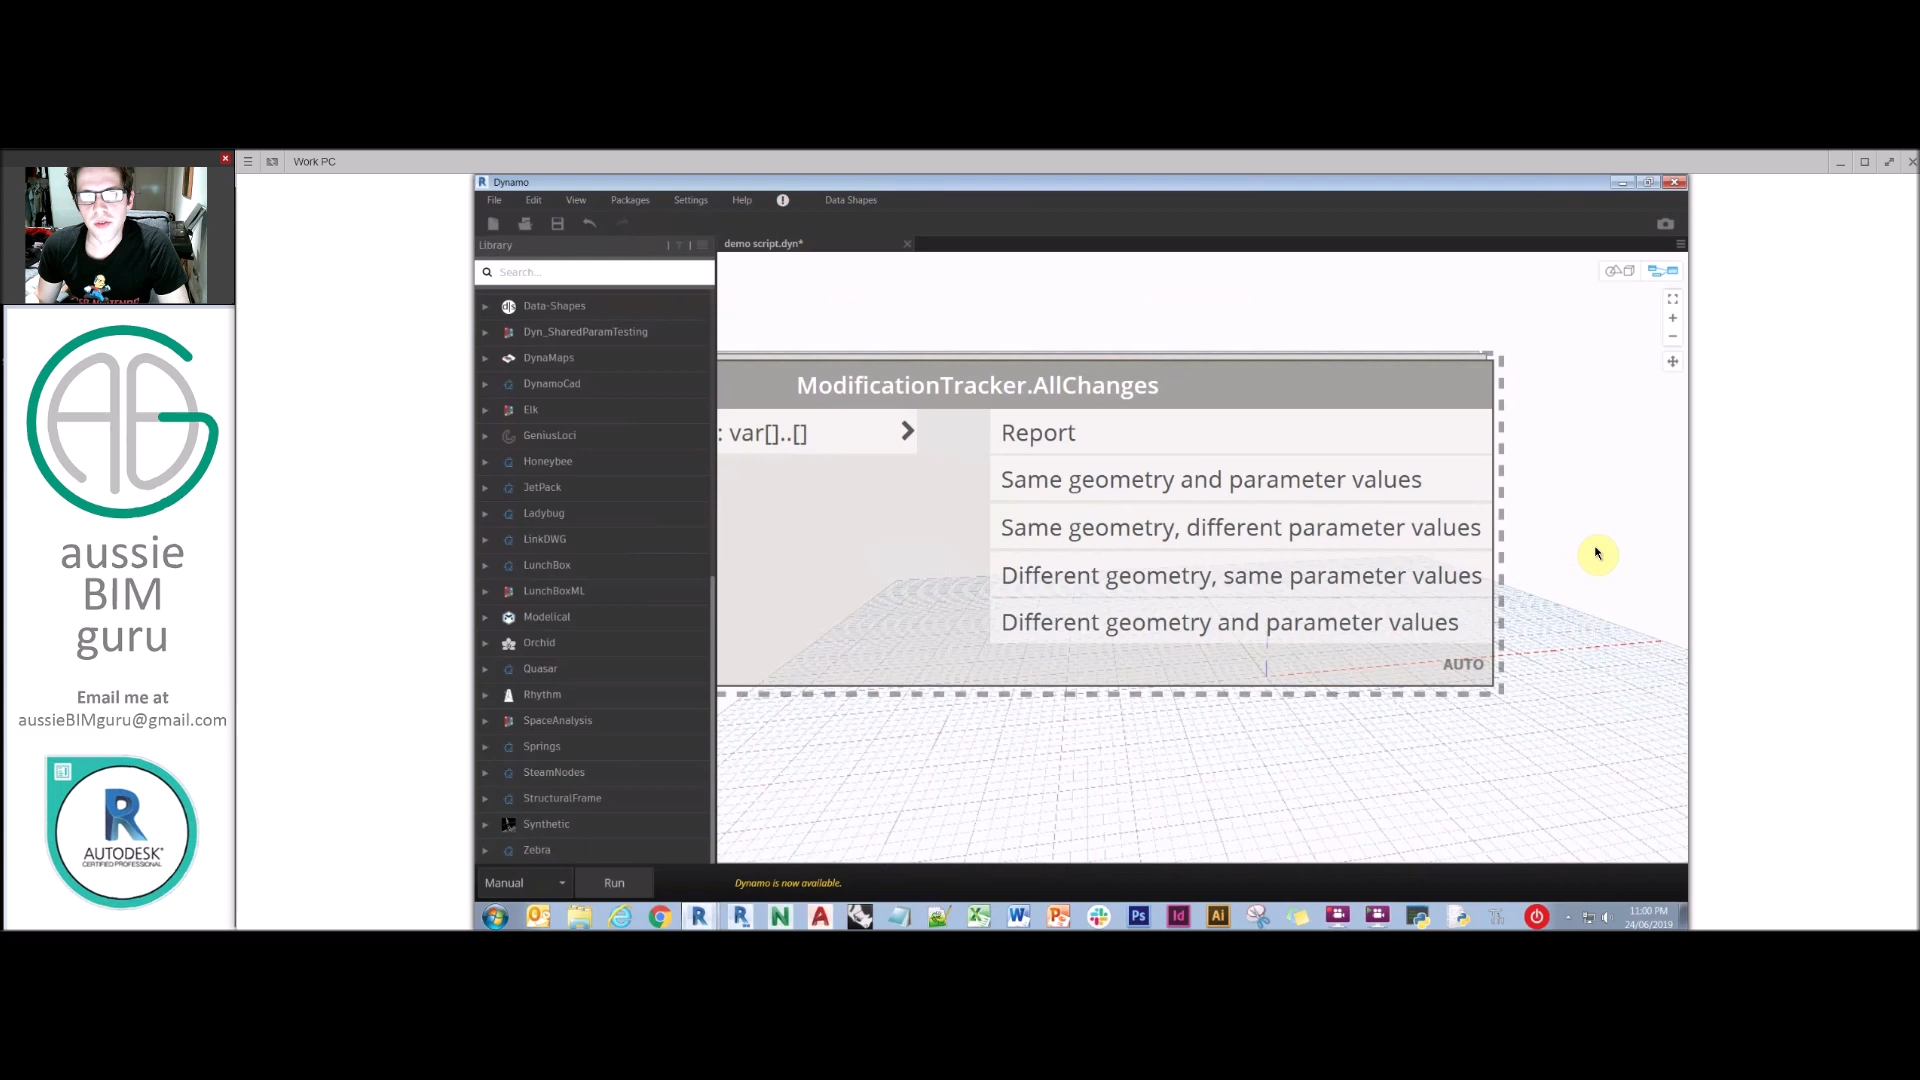 Work PC
Dynamo
File Edit View Packages Settings Help Data Shapes
Library
demo script.dyn*
Search...
Data-Shapes
Dyn_SharedParamTesting
DynaMaps
DynamoCad
Elk
GeniusLoci
Honeybee
JetPack
Ladybug
LinkDWG
LunchBox
LunchBoxML
Modelical
Orchid
Quasar
Rhythm
SpaceAnalysis
Springs
SteamNodes
StructuralFrame
Synthetic
Zebra
ModificationTracker.AllChanges
: var[]..[]
Report
Same geometry and parameter values
Same geometry, different parameter values
Different geometry, same parameter values
Different geometry and parameter values
AUTO
Manual
Run
Dynamo is now available.
11:00 PM
24/06/2019
aussie
BIM
guru
Email me at
aussieBIMguru@gmail.com
R
AUTODESK
CERTIFIED PROFESSIONAL